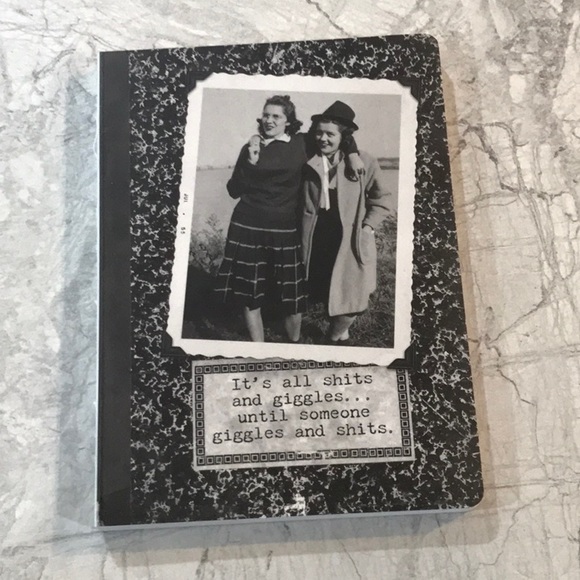 It's all shits
and giggles...
until someone
giggles and shits.